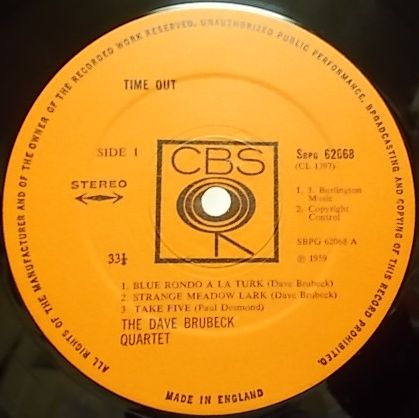 ALL RIGHTS OF THE MANUFACTURER AND OF THE OWNER OF THE RECORDED WORK RESERVED. UNAUTHORIZED PUBLIC PERFORMANCE, BROADCASTING AND COPYING OF THIS RECORD PROHIBITED.
TIME OUT
SIDE 1
CBS
SBPG 62068
(CL 1397)
STEREO
1. 3. Burlington
Music
2. Copyright
Control
SBPG 62068 A
33⅓
℗ 1959
1. BLUE RONDO A LA TURK (Dave Brubeck)
2. STRANGE MEADOW LARK (Dave Brubeck)
3. TAKE FIVE (Paul Desmond)
THE DAVE BRUBECK
QUARTET
MADE IN ENGLAND